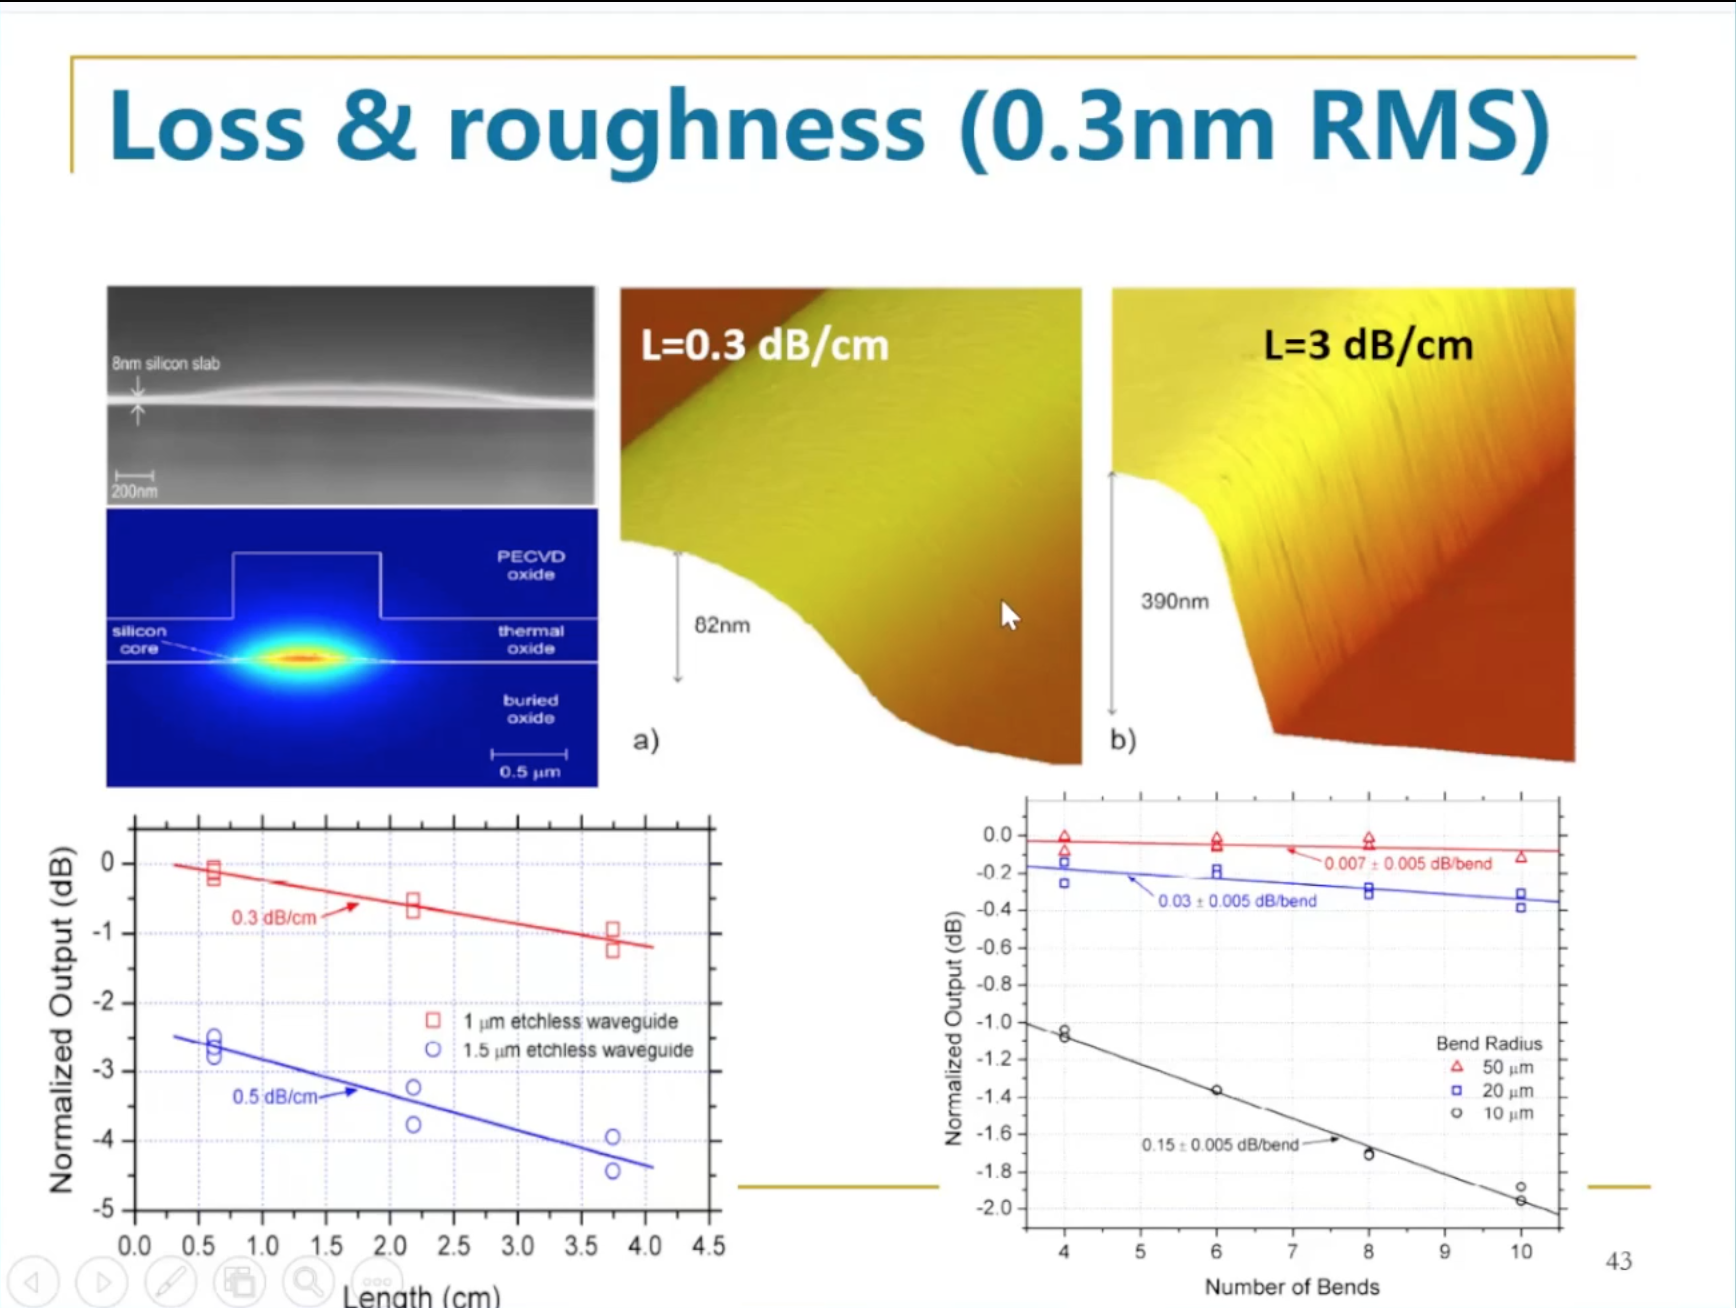 Loss & roughness (0.3nm RMS)
8nm silicon slab
200nm
PECVD
oxide
silicon
core
thermal
oxide
buried
oxide
0.5 μm
L=0.3 dB/cm
82nm
a)
L=3 dB/cm
390nm
b)
Normalized Output (dB)
0
-1
-2
-3
-4
-5
0.3 dB/cm
1 μm etchless waveguide
1.5 μm etchless waveguide
0.5 dB/cm
0.0 0.5 1.0 1.5 2.0 2.5 3.0 3.5 4.0 4.5
Length (cm)
Normalized Output (dB)
0.0
-0.2
-0.4
-0.6
-0.8
-1.0
-1.2
-1.4
-1.6
-1.8
-2.0
0.007 ± 0.005 dB/bend
0.03 ± 0.005 dB/bend
Bend Radius
50 μm
20 μm
10 μm
0.15 ± 0.005 dB/bend
4 5 6 7 8 9 10
Number of Bends
43